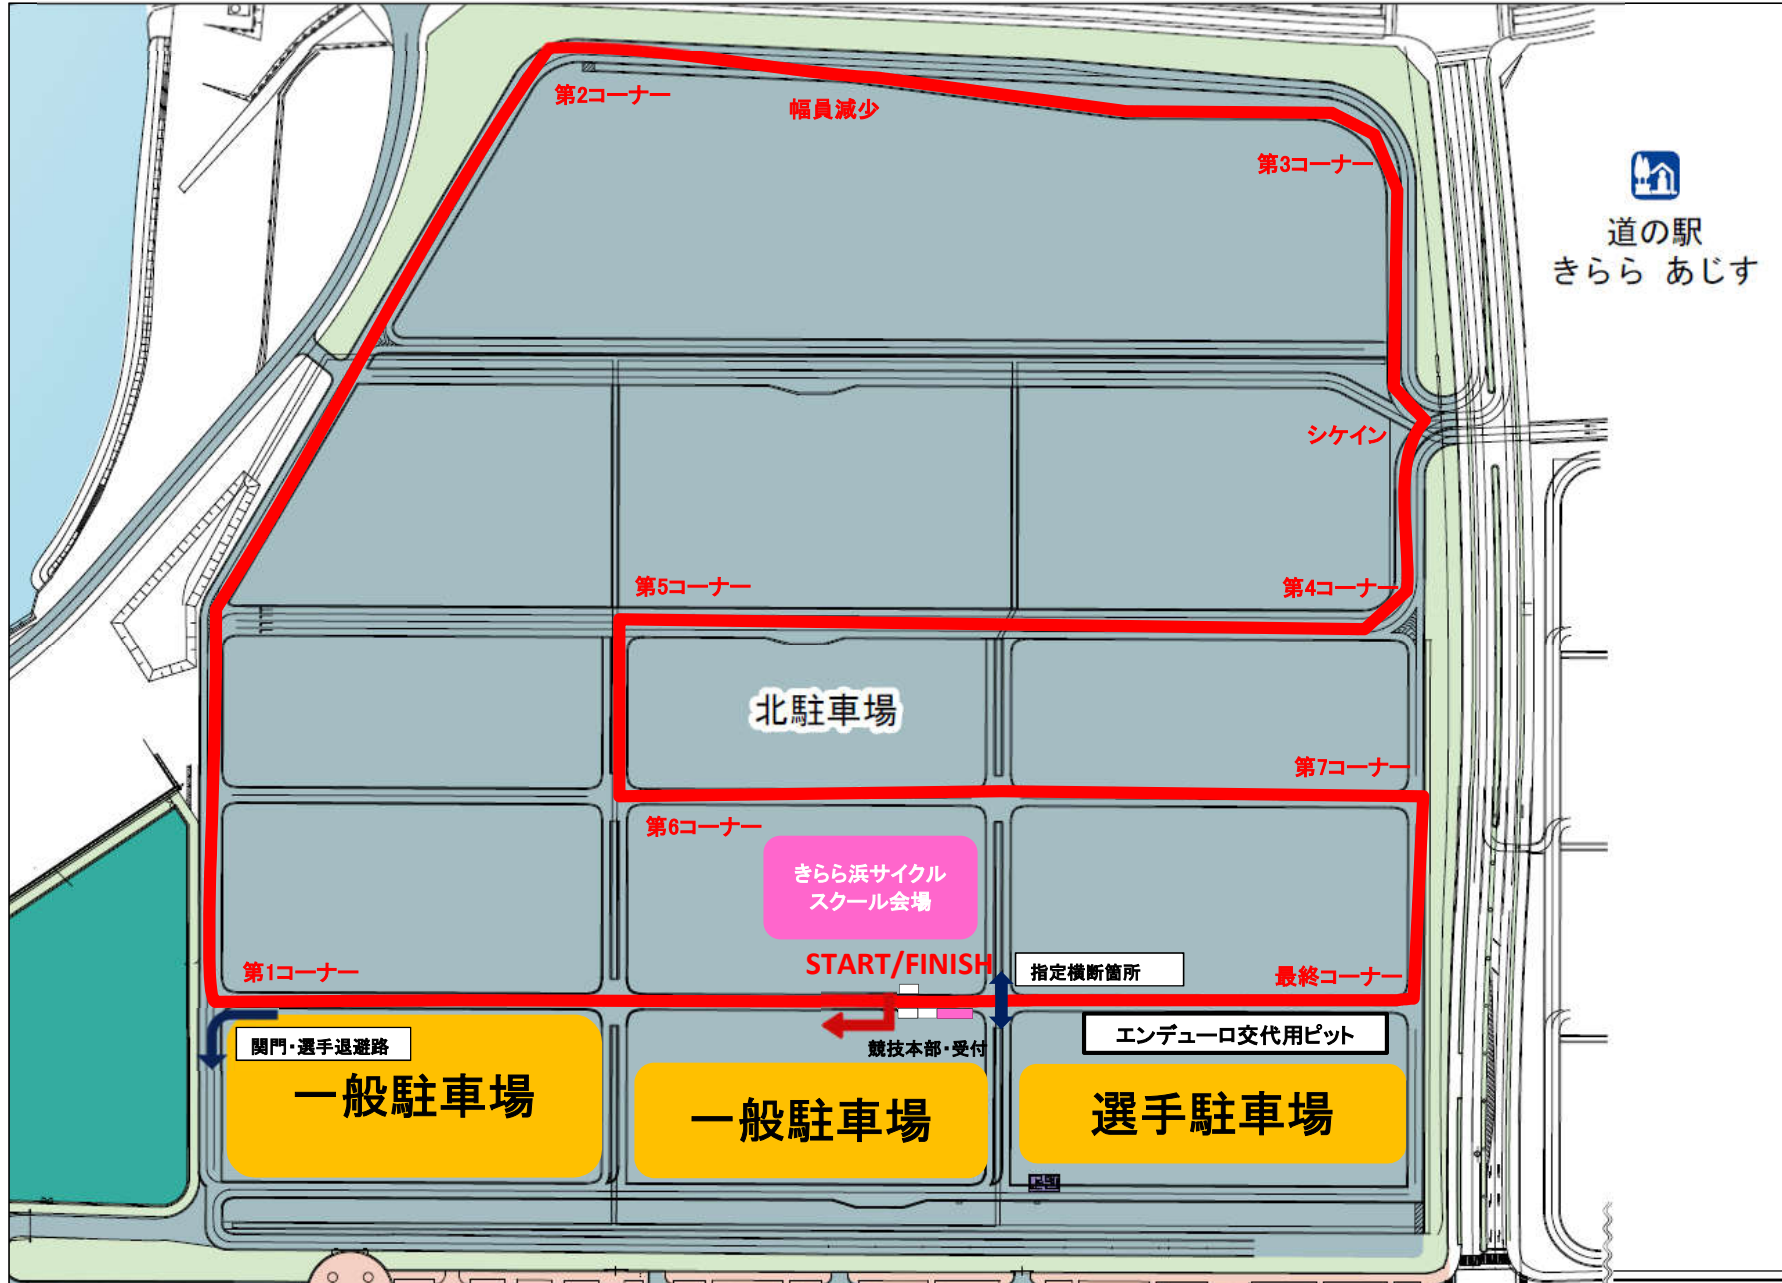 第2コーナー
幅員減少
第3コーナー
道の駅
きらら あじす
シケイン
第5コーナー
第4コーナー
北駐車場
第7コーナー
第6コーナー
きらら浜サイクル
スクール会場
START/FINISH
第1コーナー
指定横断箇所
最終コーナー
関門・選手退避路
競技本部・受付
エンデューロ交代用ピット
一般駐車場
一般駐車場
選手駐車場